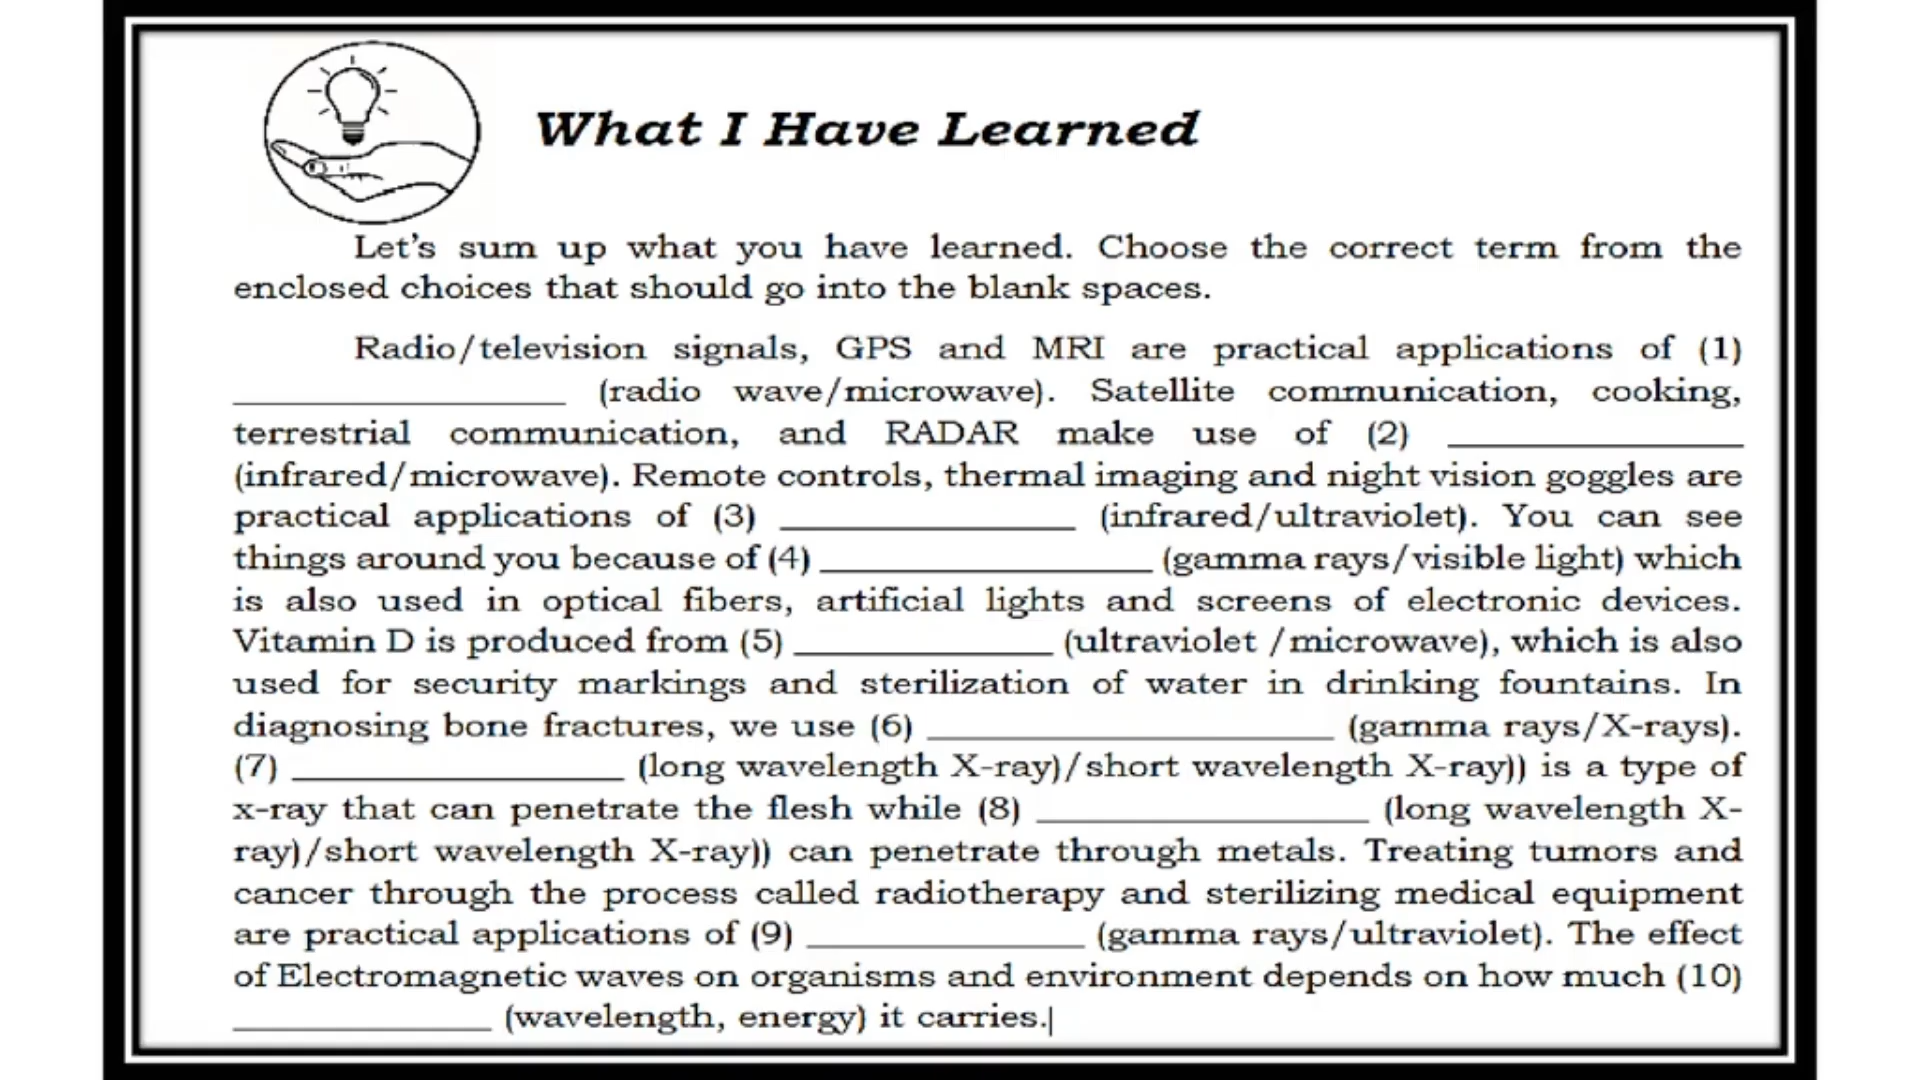 What I Have Learned
Let's sum up what you have learned. Choose the correct term from the
enclosed choices that should go into the blank spaces.
Radio/television signals, GPS and MRI are practical applications of (1)
____________ (radio wave/microwave). Satellite communication, cooking,
terrestrial communication, and RADAR make use of (2) ____________
(infrared/microwave). Remote controls, thermal imaging and night vision goggles are
practical applications of (3) ____________ (infrared/ultraviolet). You can see
things around you because of (4) ____________ (gamma rays/visible light) which
is also used in optical fibers, artificial lights and screens of electronic devices.
Vitamin D is produced from (5) ____________ (ultraviolet /microwave), which is also
used for security markings and sterilization of water in drinking fountains. In
diagnosing bone fractures, we use (6) ____________ (gamma rays/X-rays).
(7) ____________ (long wavelength X-ray)/short wavelength X-ray)) is a type of
x-ray that can penetrate the flesh while (8) ____________ (long wavelength X-
ray)/short wavelength X-ray)) can penetrate through metals. Treating tumors and
cancer through the process called radiotherapy and sterilizing medical equipment
are practical applications of (9) ____________ (gamma rays/ultraviolet). The effect
of Electromagnetic waves on organisms and environment depends on how much (10)
____________ (wavelength, energy) it carries.